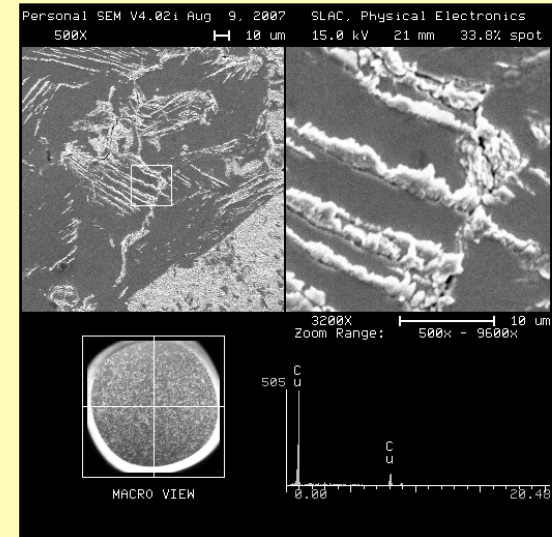 Personal SEM V4.02i Aug 9, 2007 SLAC, Physical Electronics
500X 10 um 15.0 kV 21 mm 33.8% spot
3200X 10 um
Zoom Range: 500x - 9600x
Cu
505
Cu
0.00 20.48
MACRO VIEW